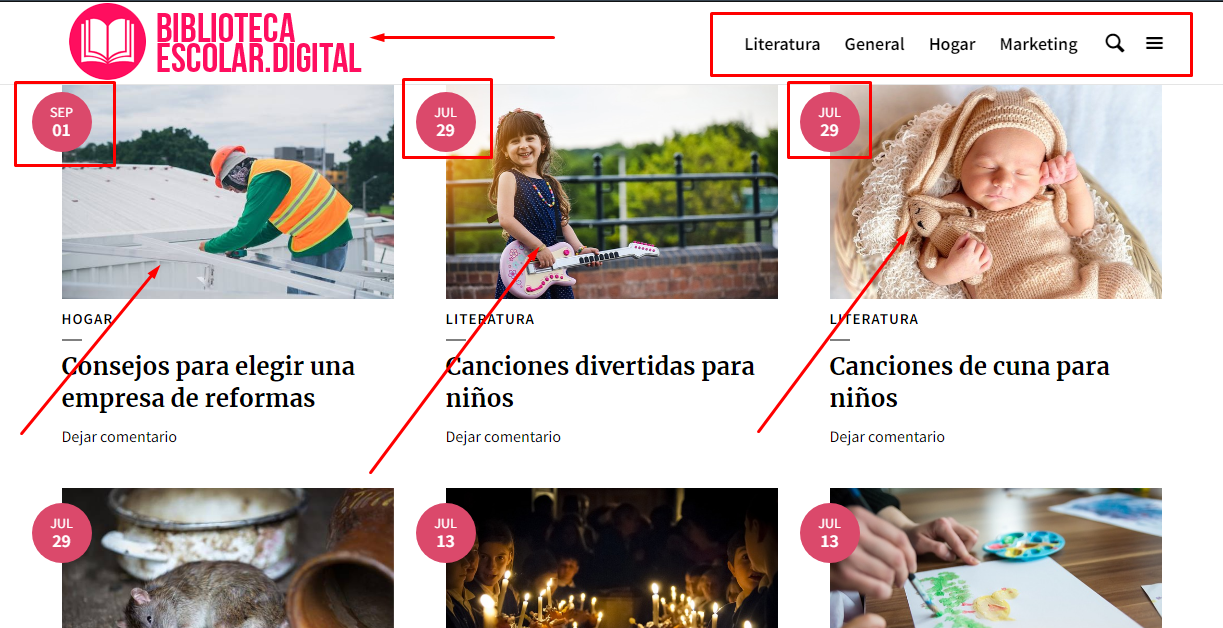 BIBLIOTECA
ESCOLAR.DIGITAL
Literatura General Hogar Marketing
SEP
01
JUL
29
JUL
29
HOGAR
Consejos para elegir una
empresa de reformas
Dejar comentario
LITERATURA
Canciones divertidas para
niños
Dejar comentario
LITERATURA
Canciones de cuna para
niños
Dejar comentario
JUL
29
JUL
13
JUL
13